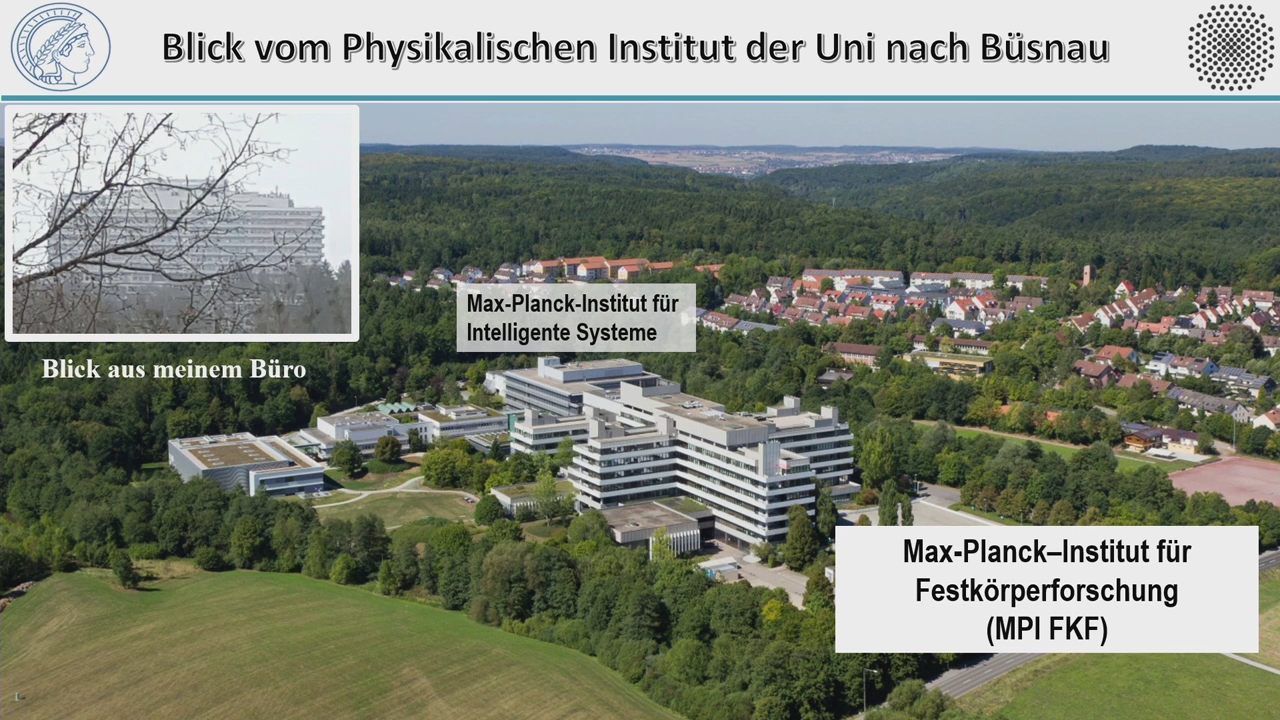 Blick vom Physikalischen Institut der Uni nach Büsnau
Blick aus meinem Büro
Max-Planck-Institut für
Intelligente Systeme
Max-Planck–Institut für
Festkörperforschung
(MPI FKF)